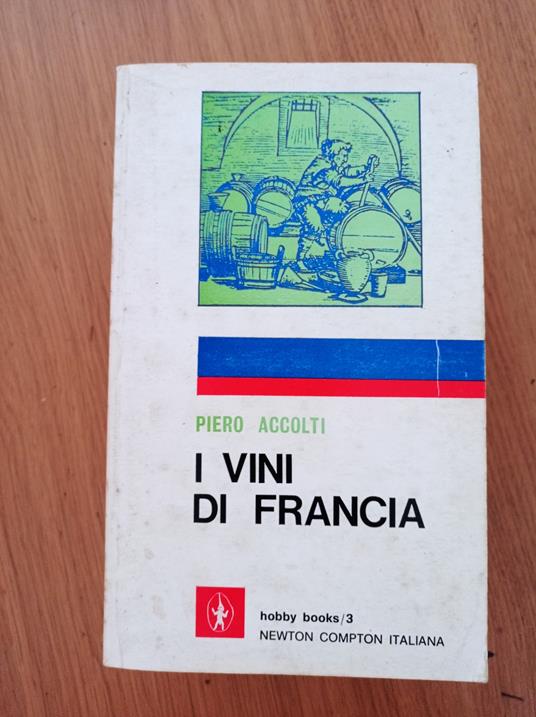 PIERO ACCOLTI
I VINI
DI FRANCIA
hobby books/3
NEWTON COMPTON ITALIANA